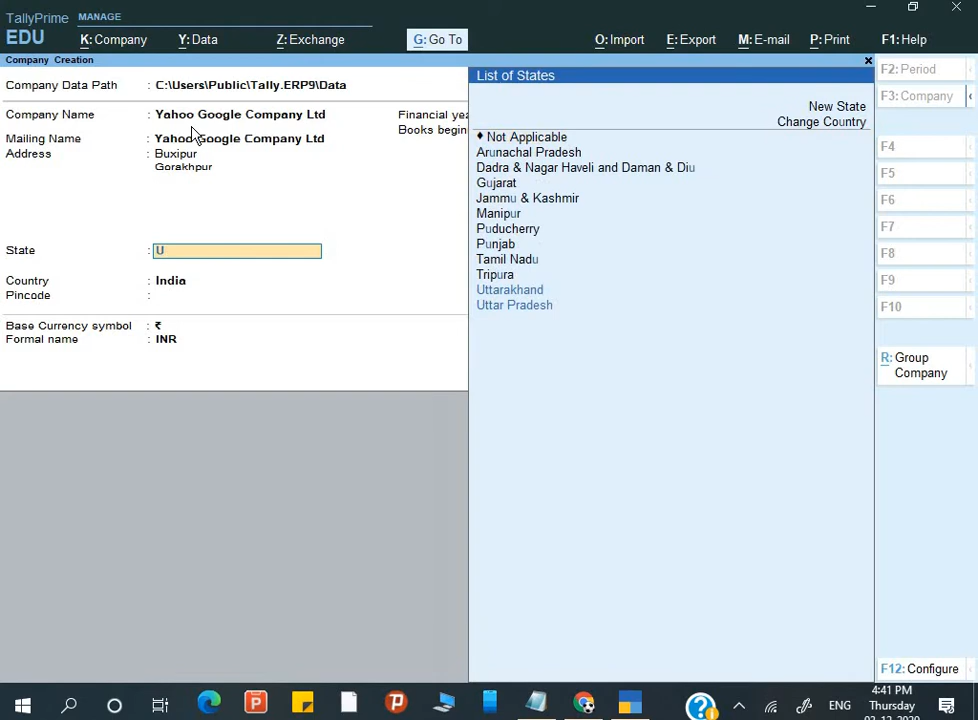 TallyPrime
MANAGE
EDU
K: Company
Y: Data
Z: Exchange
G: Go To
O: Import
E: Export
M: E-mail
P: Print
F1: Help
Company Creation
Company Data Path : C:\Users\Public\Tally.ERP9\Data
Company Name : Yahoo Google Company Ltd
Financial yea
Mailing Name : Yahoo Google Company Ltd
Books begin
Address : Buxipur
Gorakhpur
State : U
Country : India
Pincode :
Base Currency symbol : ₹
Formal name : INR
List of States
New State
Change Country
♦ Not Applicable
Arunachal Pradesh
Dadra & Nagar Haveli and Daman & Diu
Gujarat
Jammu & Kashmir
Manipur
Puducherry
Punjab
Tamil Nadu
Tripura
Uttarakhand
Uttar Pradesh
F2: Period
F3: Company
F4
F5
F6
F7
F8
F9
F10
R: Group
Company
F12: Configure
ENG
4:41 PM
Thursday
03-12-2020